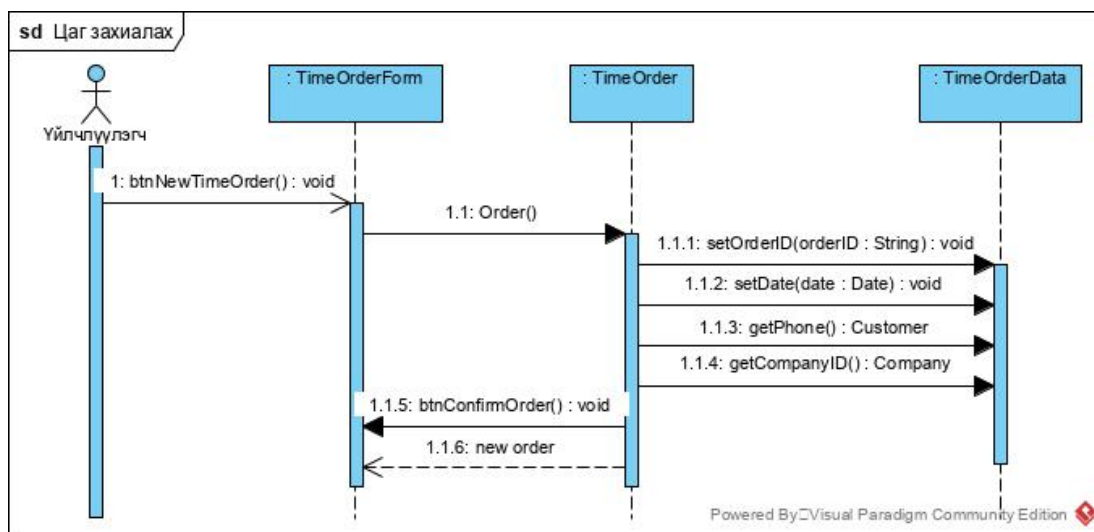 sd Цаг захиалах
: TimeOrderForm
: TimeOrder
: TimeOrderData
Үйлчлүүлэгч
1: btnNewTimeOrder() : void
1.1: Order()
1.1.1: setOrderID(orderID : String) : void
1.1.2: setDate(date : Date) : void
1.1.3: getPhone() : Customer
1.1.4: getCompanyID() : Company
1.1.5: btnConfirmOrder() : void
1.1.6: new order
Powered By□Visual Paradigm Community Edition